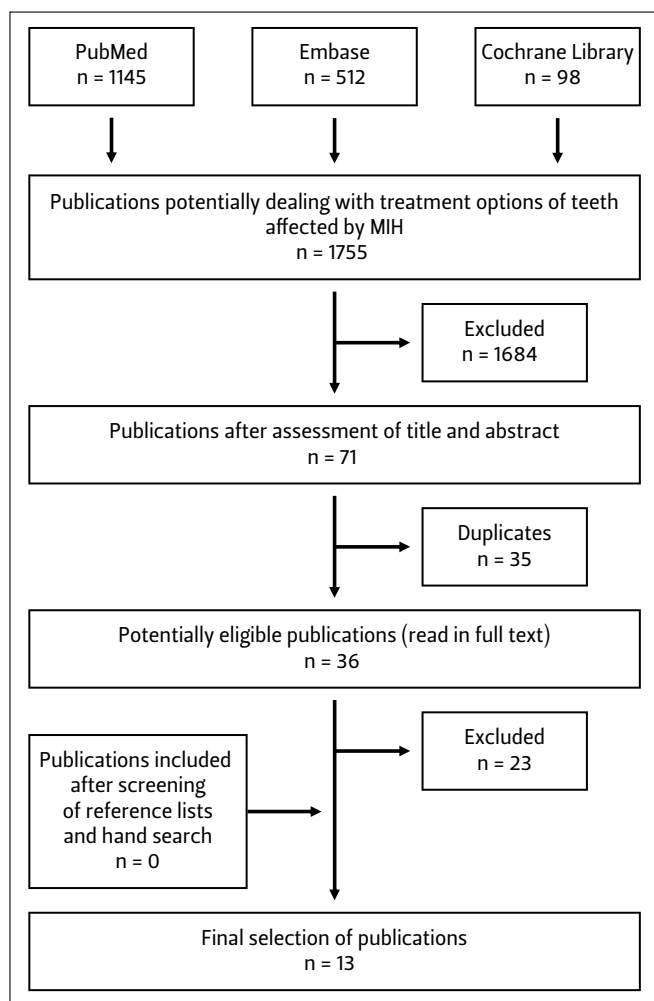 PubMed
n = 1145
Embase
n = 512
Cochrane Library
n = 98
Publications potentially dealing with treatment options of teeth
affected by MIH
n = 1755
Excluded
n = 1684
Publications after assessment of title and abstract
n = 71
Duplicates
n = 35
Potentially eligible publications (read in full text)
n = 36
Publications included
after screening
of reference lists
and hand search
n = 0
Excluded
n = 23
Final selection of publications
n = 13